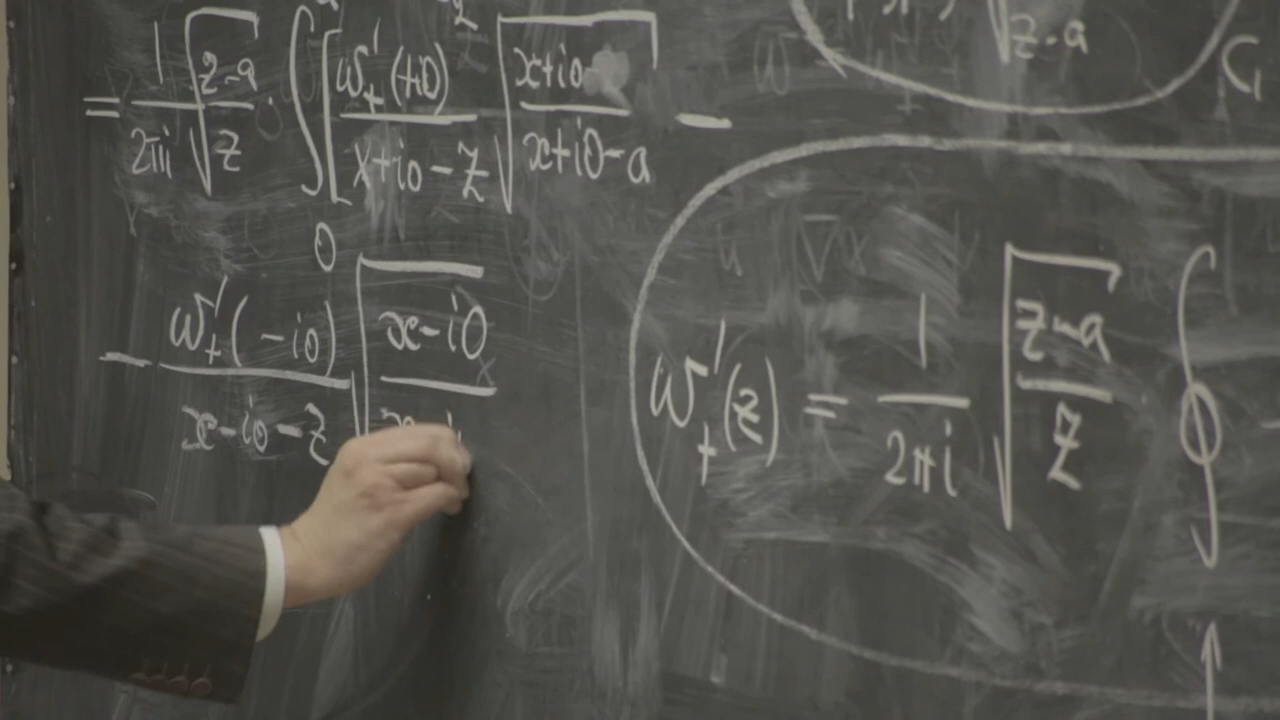 = 1/2πi √(z-a)/z · ∫₀ [ω'₊(+i0)/x+i0-z √x+i0/x+i0-a -
- ω'₊(-i0)/x-i0-z √x-i0
√ z-a
C₁
ω'₊(z) = 1/2πi √(z-a)/z ∮